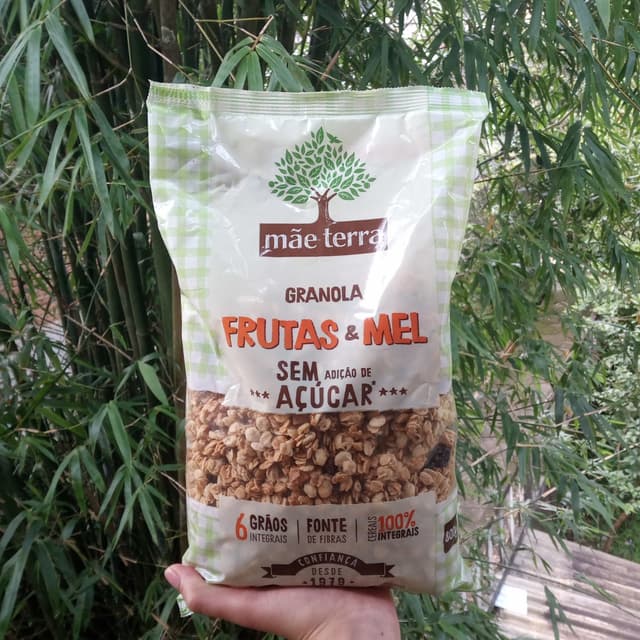 mãe terra
GRANOLA
FRUTAS & MEL
SEM ADIÇÃO DE
AÇÚCAR*
6 GRÃOS INTEGRAIS
FONTE DE FIBRAS
CEREAIS 100% INTEGRAIS
CONFIANÇA
DESDE
1979